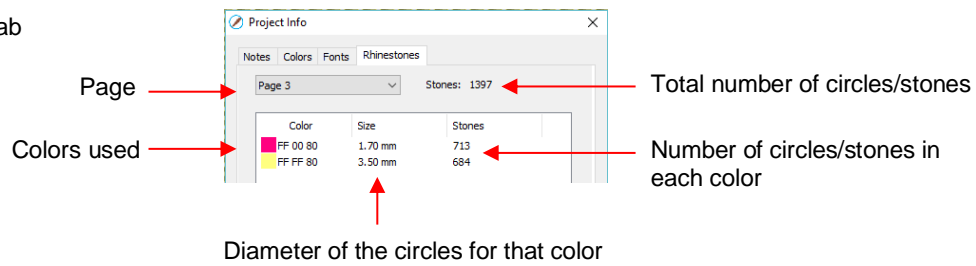 ab
Project Info
Notes Colors Fonts Rhinestones
Page
Page 3
Stones: 1397
Total number of circles/stones
Color Size Stones
Colors used
FF 00 80 1.70 mm 713
FF FF 80 3.50 mm 684
Number of circles/stones in
each color
Diameter of the circles for that color